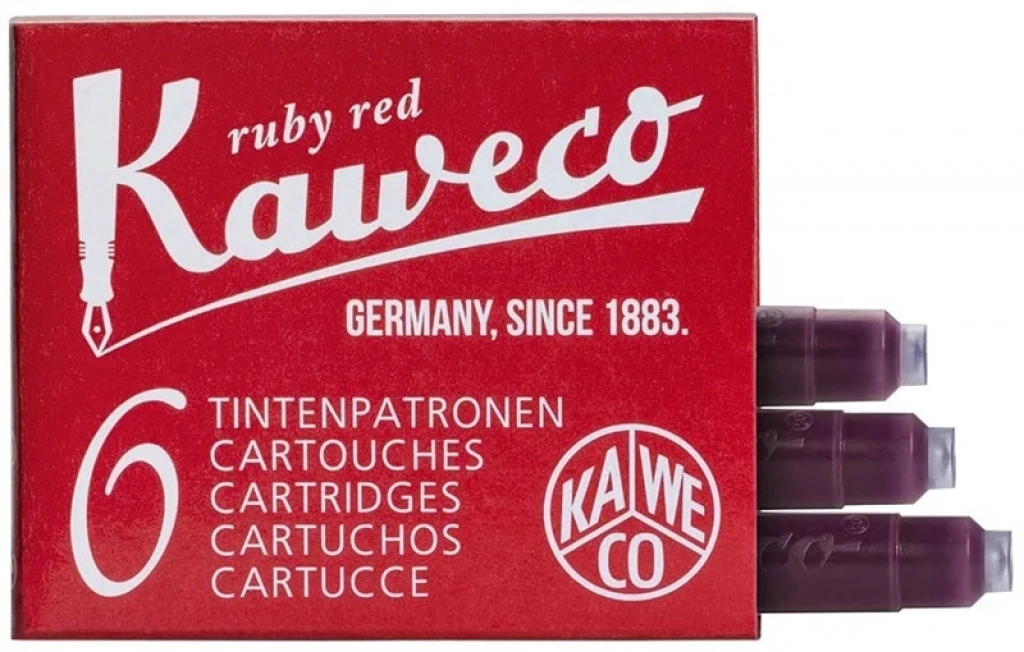 ruby red
Kaweco
GERMANY, SINCE 1883.
6
TINTENPATRONEN
CARTOUCHES
CARTRIDGES
CARTUCHOS
CARTUCCE
KA WE
CO